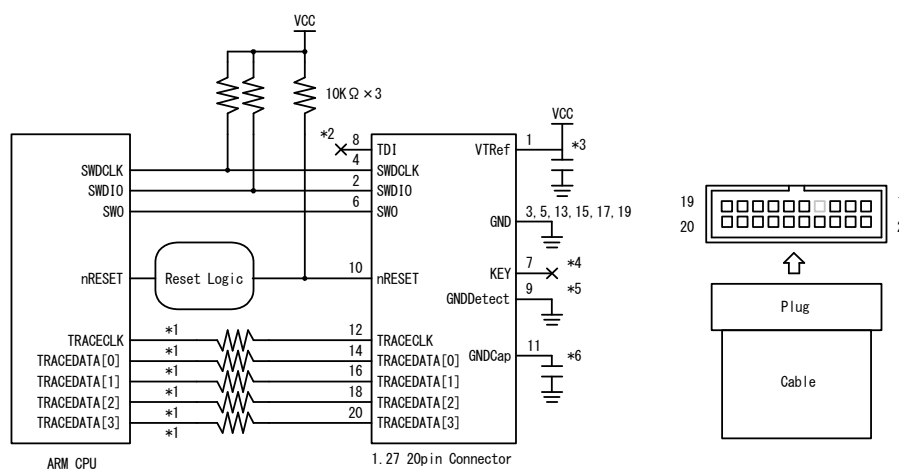 VCC
10KΩ×3
*2
8
TDI
VTRef
1
VCC
*3
SWDCLK
4
SWDCLK
SWDIO
2
SWDIO
SWO
6
SWO
GND
3, 5, 13, 15, 17, 19
nRESET
Reset Logic
10
nRESET
KEY
7
*4
GNDDetect
9
*5
TRACECLK
*1
12
TRACECLK
TRACEDATA[0]
*1
14
TRACEDATA[0]
TRACEDATA[1]
*1
16
TRACEDATA[1]
TRACEDATA[2]
*1
18
TRACEDATA[2]
TRACEDATA[3]
*1
20
TRACEDATA[3]
GNDCap
11
*6
ARM CPU
1.27 20pin Connector
19
20
Plug
Cable